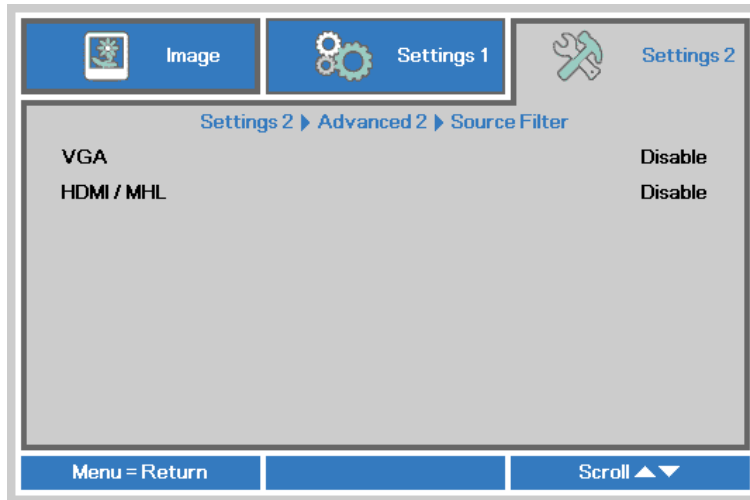 Image
Settings 1
Settings 2
Settings 2 ▶ Advanced 2 ▶ Source Filter
VGA Disable
HDMI / MHL Disable
Menu = Return
Scroll ▲▼